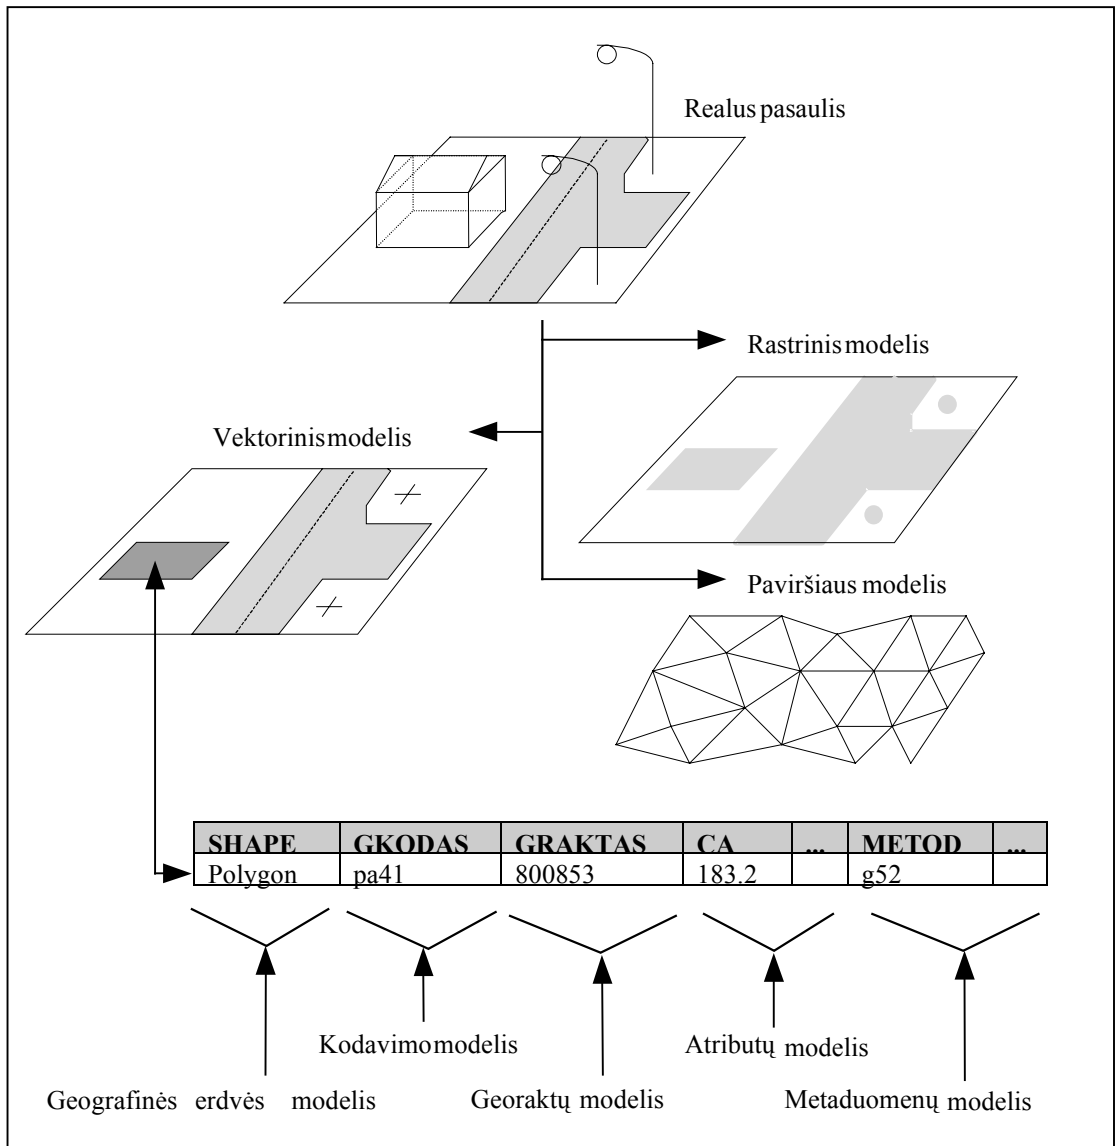 Realus pasaulis
Rastrinis modelis
Vektorinis modelis
Paviršiaus modelis
SHAPE GKODAS GRAKTAS CA ... METOD ...
Polygon pa41 800853 183.2 g52
Kodavimo modelis Atributų modelis
Geografinės erdvės modelis Georaktų modelis Metaduomenų modelis